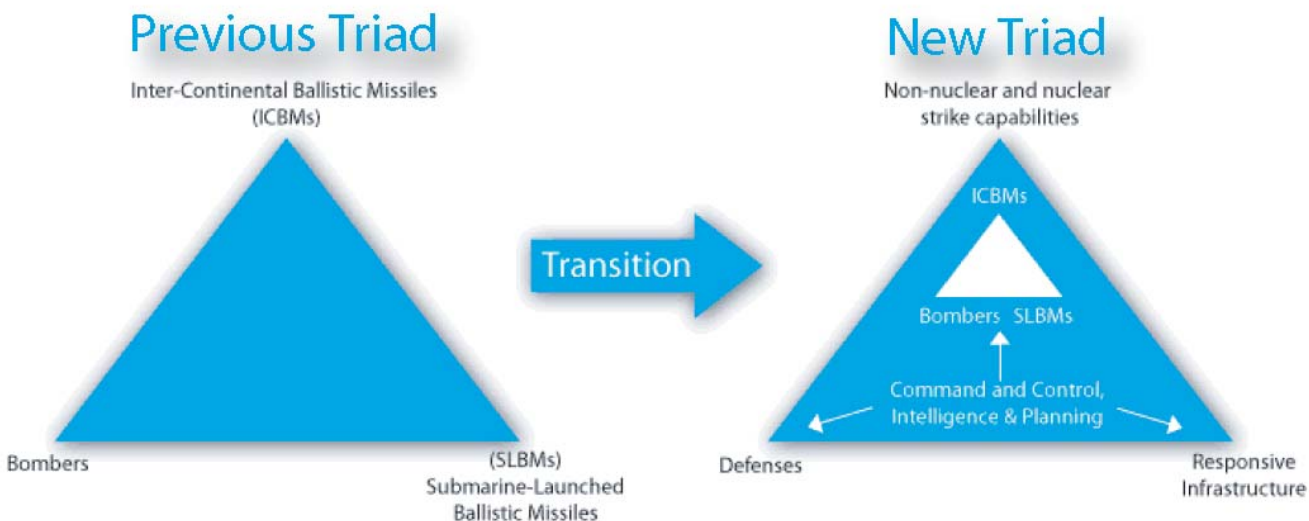 Previous Triad
Inter-Continental Ballistic Missiles
(ICBMs)
Bombers
(SLBMs)
Submarine-Launched
Ballistic Missiles
Transition
New Triad
Non-nuclear and nuclear
strike capabilities
ICBMs
Bombers SLBMs
Command and Control,
Intelligence & Planning
Defenses
Responsive
Infrastructure